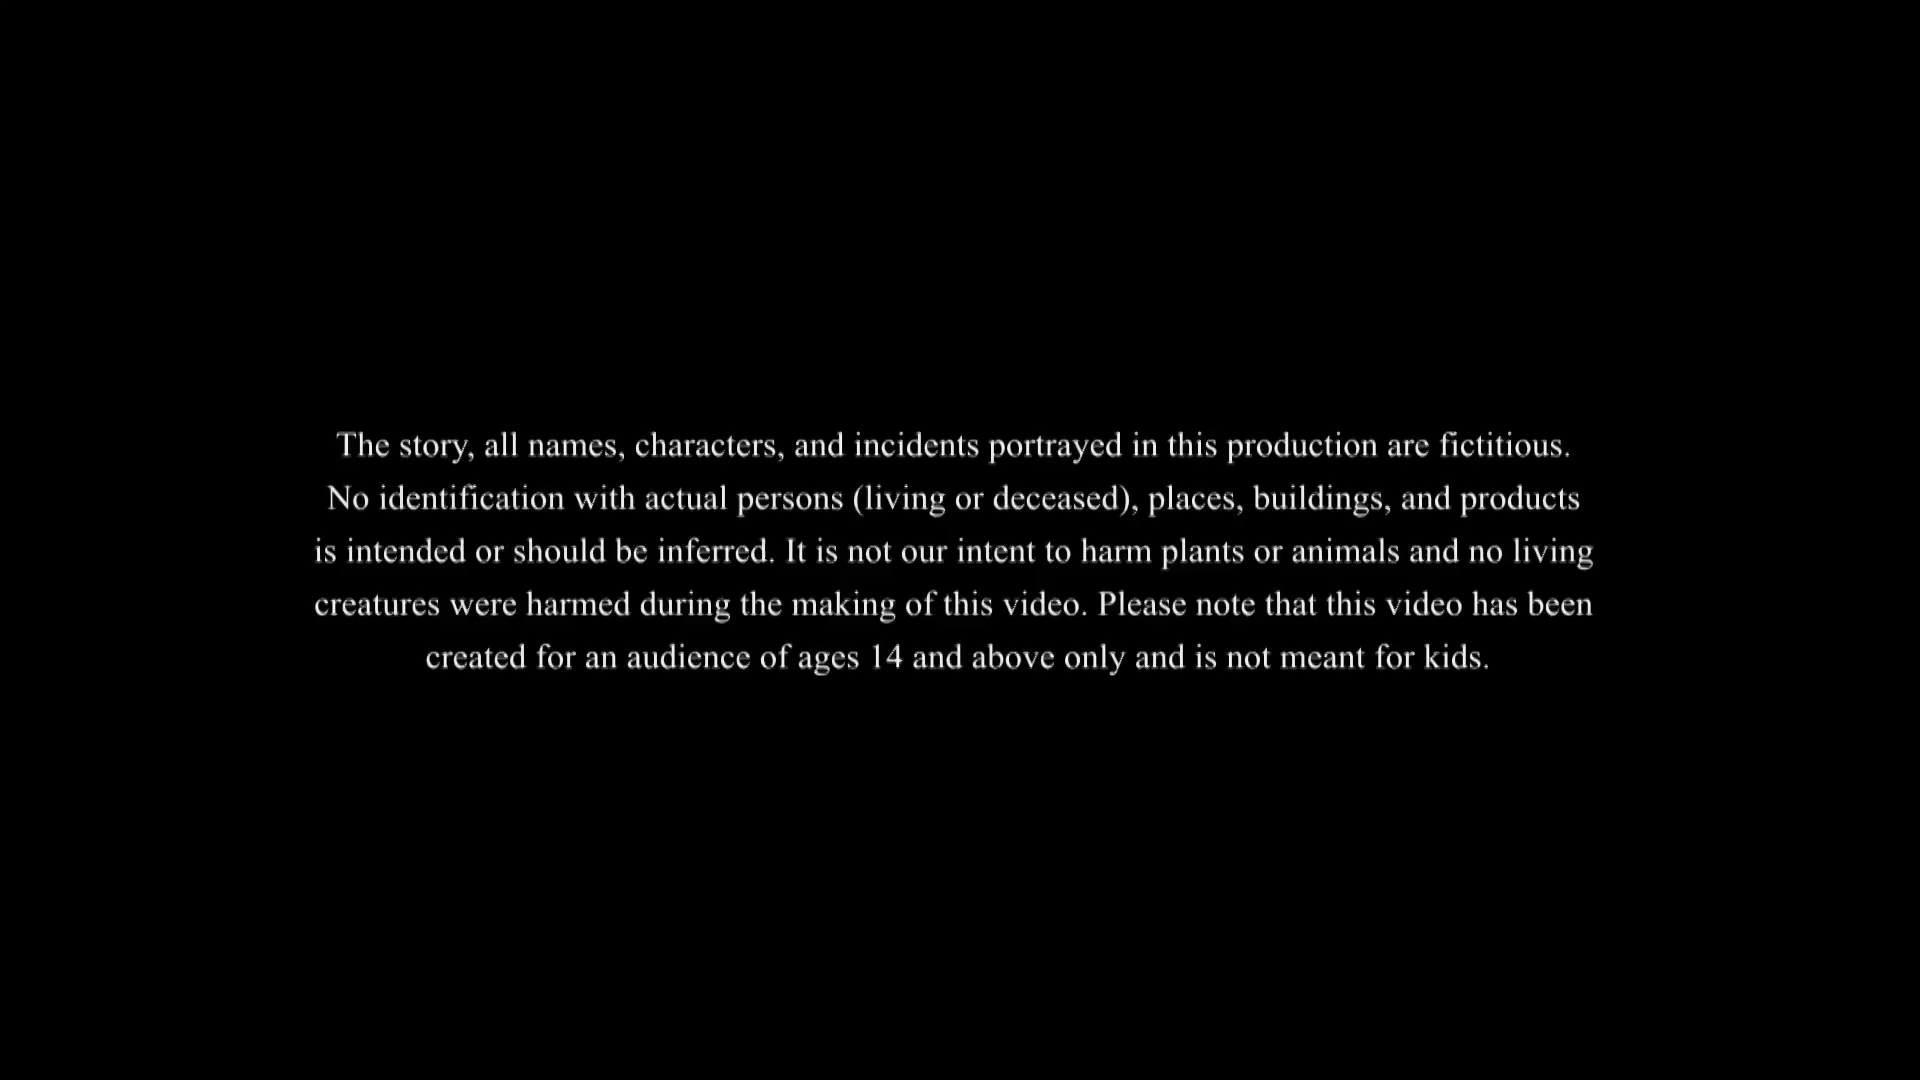 The story, all names, characters, and incidents portrayed in this production are fictitious.
No identification with actual persons (living or deceased), places, buildings, and products
is intended or should be inferred. It is not our intent to harm plants or animals and no living
creatures were harmed during the making of this video. Please note that this video has been
created for an audience of ages 14 and above only and is not meant for kids.